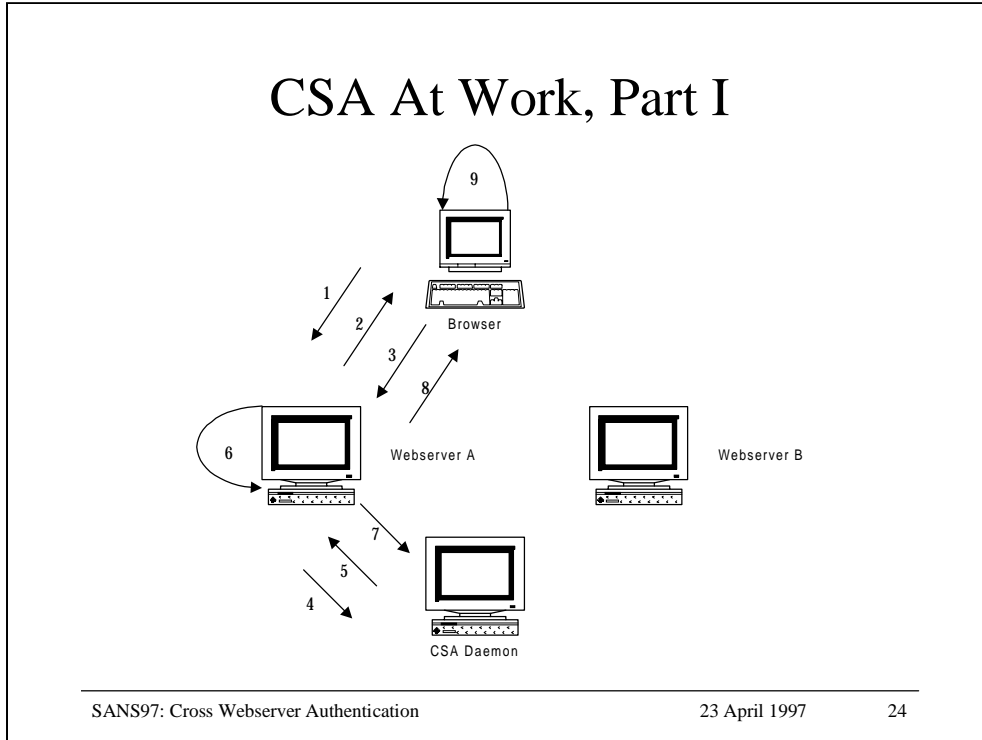 CSA At Work, Part I
9
1
2
Browser
3
8
6
Webserver A
Webserver B
7
5
4
CSA Daemon
SANS97: Cross Webserver Authentication 23 April 1997 24